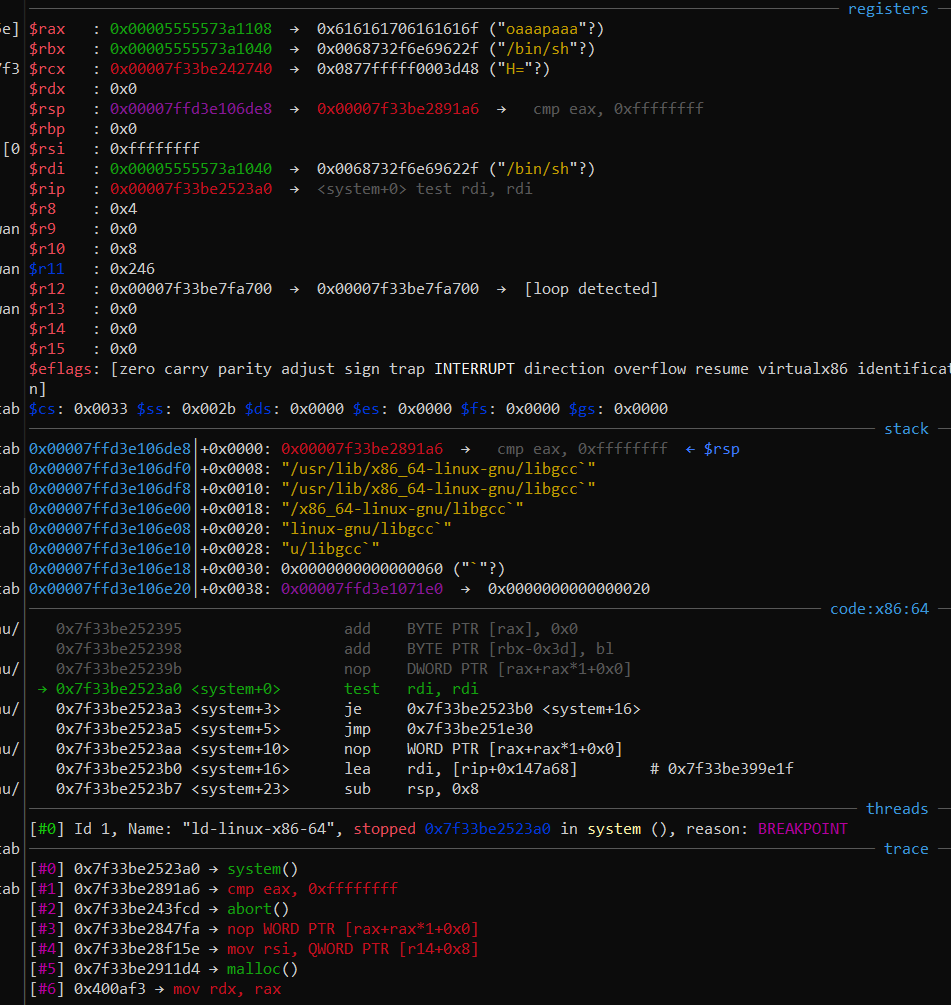 registers
5e] $rax   : 0x00005555573a1108  →  0x616161706161616f ("oaaapaaa"?)
$rbx   : 0x00005555573a1040  →  0x0068732f6e69622f ("/bin/sh"?)
7f3 $rcx   : 0x00007f33be242740  →  0x0877fffff0003d48 ("H="?)
$rdx   : 0x0
$rsp   : 0x00007ffd3e106de8  →  0x00007f33be2891a6  →   cmp eax, 0xffffffff
$rbp   : 0x0
[0 $rsi   : 0xffffffff
$rdi   : 0x00005555573a1040  →  0x0068732f6e69622f ("/bin/sh"?)
$rip   : 0x00007f33be2523a0  →  <system+0> test rdi, rdi
$r8    : 0x4
wan $r9    : 0x0
$r10   : 0x8
wan $r11   : 0x246
$r12   : 0x00007f33be7fa700  →  0x00007f33be7fa700  →  [loop detected]
wan $r13   : 0x0
$r14   : 0x0
$r15   : 0x0
$eflags: [zero carry parity adjust sign trap INTERRUPT direction overflow resume virtualx86 identificat
n]
tab $cs: 0x0033 $ss: 0x002b $ds: 0x0000 $es: 0x0000 $fs: 0x0000 $gs: 0x0000
stack
tab 0x00007ffd3e106de8│+0x0000: 0x00007f33be2891a6  →   cmp eax, 0xffffffff  ← $rsp
0x00007ffd3e106df0│+0x0008: "/usr/lib/x86_64-linux-gnu/libgcc`"
tab 0x00007ffd3e106df8│+0x0010: "/usr/lib/x86_64-linux-gnu/libgcc`"
0x00007ffd3e106e00│+0x0018: "/x86_64-linux-gnu/libgcc`"
tab 0x00007ffd3e106e08│+0x0020: "linux-gnu/libgcc`"
0x00007ffd3e106e10│+0x0028: "u/libgcc`"
0x00007ffd3e106e18│+0x0030: 0x0000000000000060 ("`"?)
tab 0x00007ffd3e106e20│+0x0038: 0x00007ffd3e1071e0  →  0x0000000000000020
code:x86:64
nu/ 0x7f33be252395                  add    BYTE PTR [rax], 0x0
0x7f33be252398                  add    BYTE PTR [rbx-0x3d], bl
nu/ 0x7f33be25239b                  nop    DWORD PTR [rax+rax*1+0x0]
→ 0x7f33be2523a0 <system+0>       test   rdi, rdi
nu/ 0x7f33be2523a3 <system+3>       je     0x7f33be2523b0 <system+16>
0x7f33be2523a5 <system+5>       jmp    0x7f33be251e30
nu/ 0x7f33be2523aa <system+10>      nop    WORD PTR [rax+rax*1+0x0]
0x7f33be2523b0 <system+16>      lea    rdi, [rip+0x147a68]        # 0x7f33be399e1f
nu/ 0x7f33be2523b7 <system+23>      sub    rsp, 0x8
threads
[#0] Id 1, Name: "ld-linux-x86-64", stopped 0x7f33be2523a0 in system (), reason: BREAKPOINT
tab trace
[#0] 0x7f33be2523a0 → system()
tab [#1] 0x7f33be2891a6 → cmp eax, 0xffffffff
[#2] 0x7f33be243fcd → abort()
[#3] 0x7f33be2847fa → nop WORD PTR [rax+rax*1+0x0]
[#4] 0x7f33be28f15e → mov rsi, QWORD PTR [r14+0x8]
[#5] 0x7f33be2911d4 → malloc()
[#6] 0x400af3 → mov rdx, rax